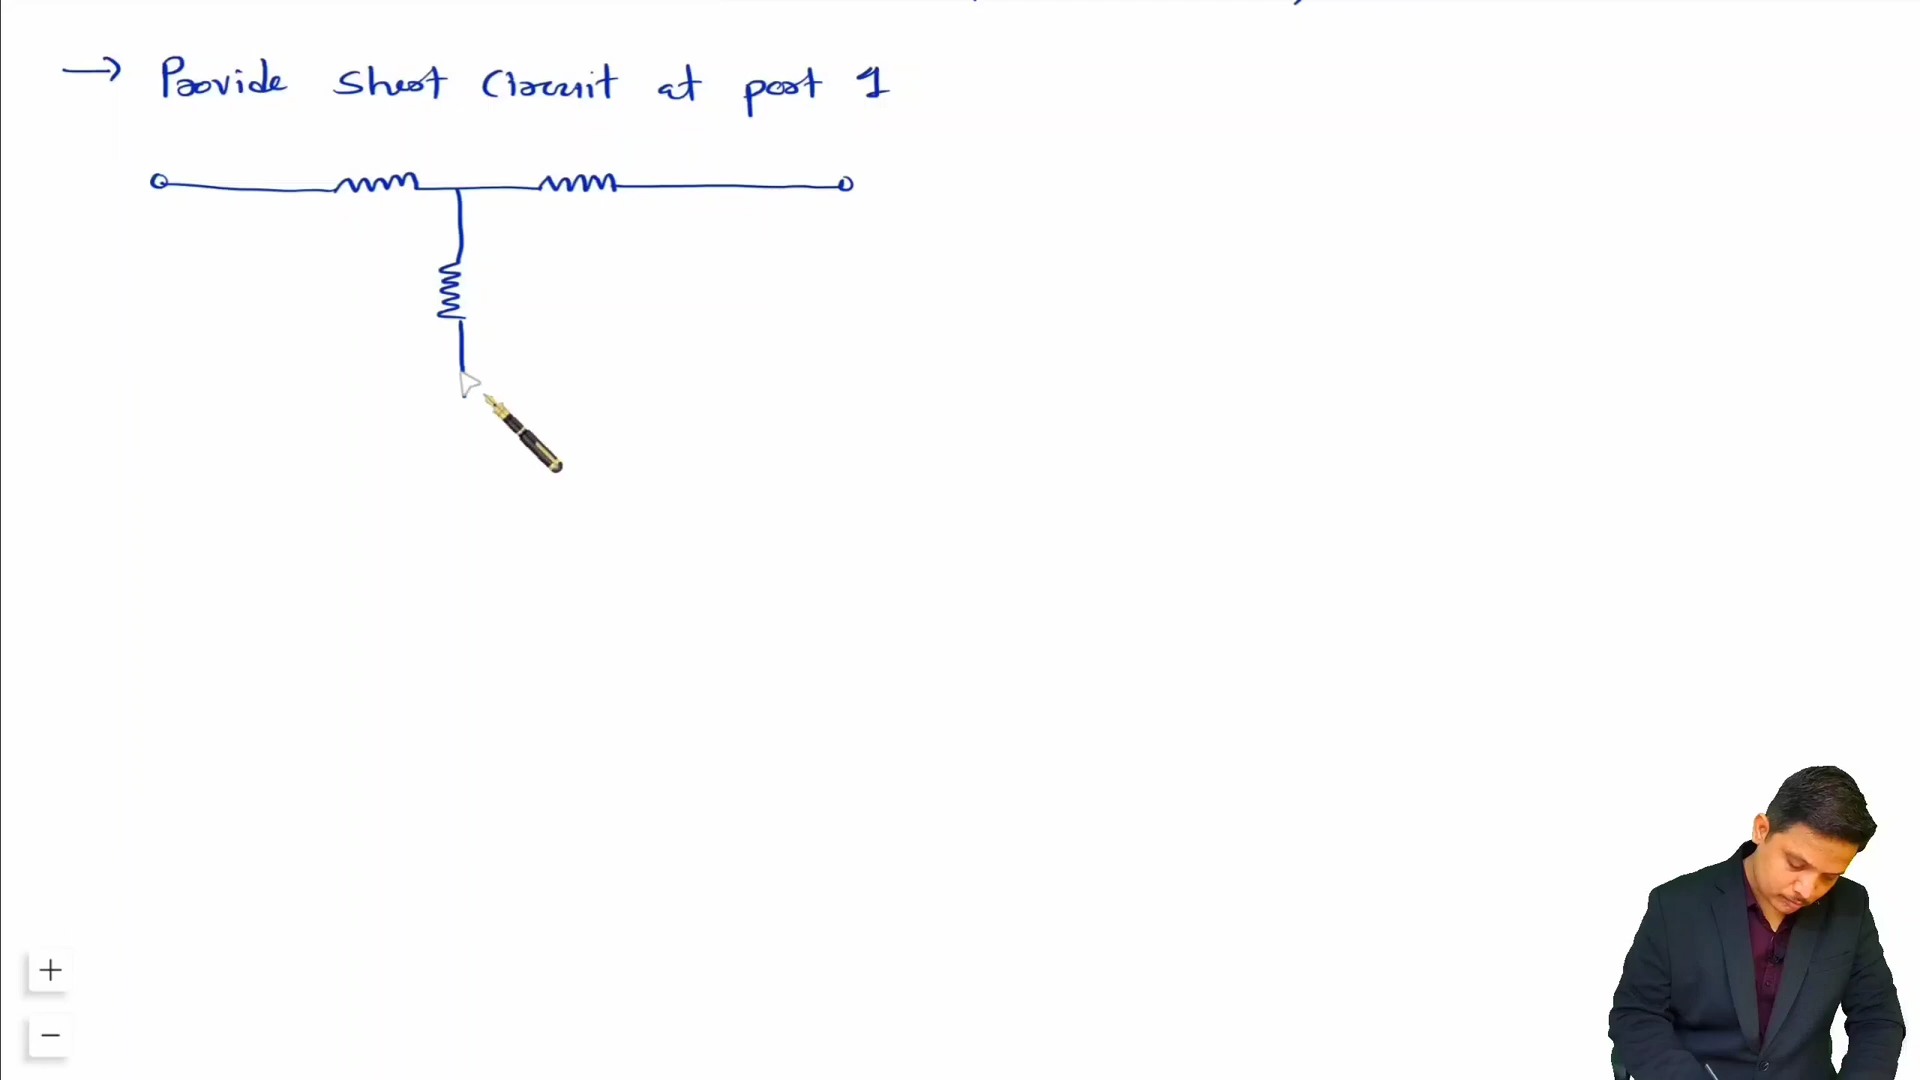 → Provide short circuit at port 1